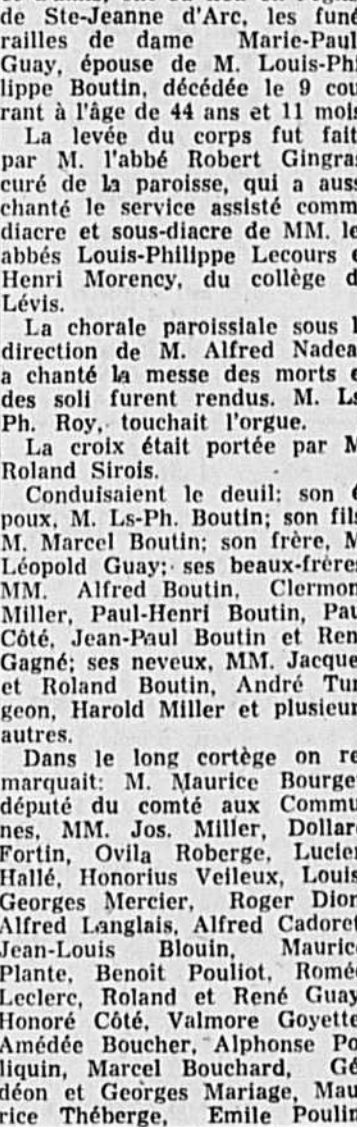 de Ste-Jeanne d'Arc, les funé
railles de dame Marie-Paul
Guay, épouse de M. Louis-Phi
lippe Boutin, décédée le 9 cou
rant à l'âge de 44 ans et 11 mois
La levée du corps fut fait
par M. l'abbé Robert Gingras
curé de la paroisse, qui a auss
chanté le service assisté comm
diacre et sous-diacre de MM. le
abbés Louis-Philippe Lecours e
Henri Morency, du collège d
Lévis.
La chorale paroissiale sous l
direction de M. Alfred Nadea
a chanté la messe des morts e
des soli furent rendus. M. Ls
Ph. Roy, touchait l'orgue.
La croix était portée par M
Roland Sirois.
Conduisaient le deuil: son é
poux, M. Ls-Ph. Boutin; son fils
M. Marcel Boutin; son frère, M
Léopold Guay; ses beaux-frères
MM. Alfred Boutin, Clermon
Miller, Paul-Henri Boutin, Pau
Côté, Jean-Paul Boutin et Ren
Gagné; ses neveux, MM. Jacque
et Roland Boutin, André Tur
geon, Harold Miller et plusieur
autres.
Dans le long cortège on re
marquait: M. Maurice Bourge
député du comté aux Commu
nes, MM. Jos. Miller, Dollar
Fortin, Ovila Roberge, Lucien
Hallé, Honorius Veileux, Louis
Georges Mercier, Roger Dion
Alfred Langlais, Alfred Cadoret
Jean-Louis Blouin, Maurice
Plante, Benoit Pouliot, Roméo
Leclerc, Roland et René Guay
Honoré Côté, Valmore Goyette
Amédée Boucher, Alphonse Po
liquin, Marcel Bouchard, Gé
déon et Georges Mariage, Mau
rice Théberge, Emile Poulin